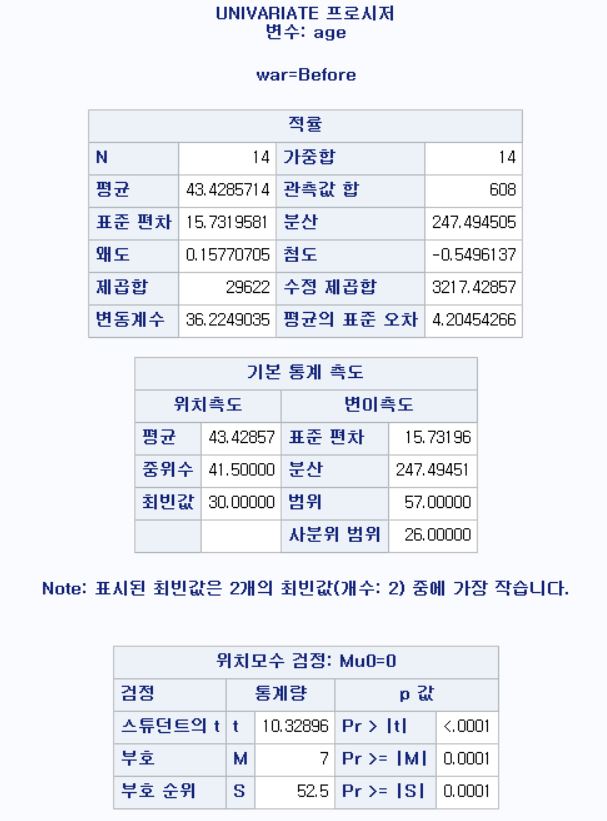 UNIVARIATE 프로시저
변수: age
war=Before
적률
N 14 가중합 14
평균 43.4285714 관측값 합 608
표준 편차 15.7319581 분산 247.494505
왜도 0.15770705 첨도 -0.5496137
제곱합 29622 수정 제곱합 3217.42857
변동계수 36.2249035 평균의 표준 오차 4.20454266
기본 통계 측도
위치측도 변이측도
평균 43.42857 표준 편차 15.73196
중위수 41.50000 분산 247.49451
최빈값 30.00000 범위 57.00000
사분위 범위 26.00000
Note: 표시된 최빈값은 2개의 최빈값(개수: 2) 중에 가장 작습니다.
위치모수 검정: Mu0=0
검정 통계량 p 값
스튜던트의 t t 10.32896 Pr > |t| <.0001
부호 M 7 Pr >= |M| 0.0001
부호 순위 S 52.5 Pr >= |S| 0.0001